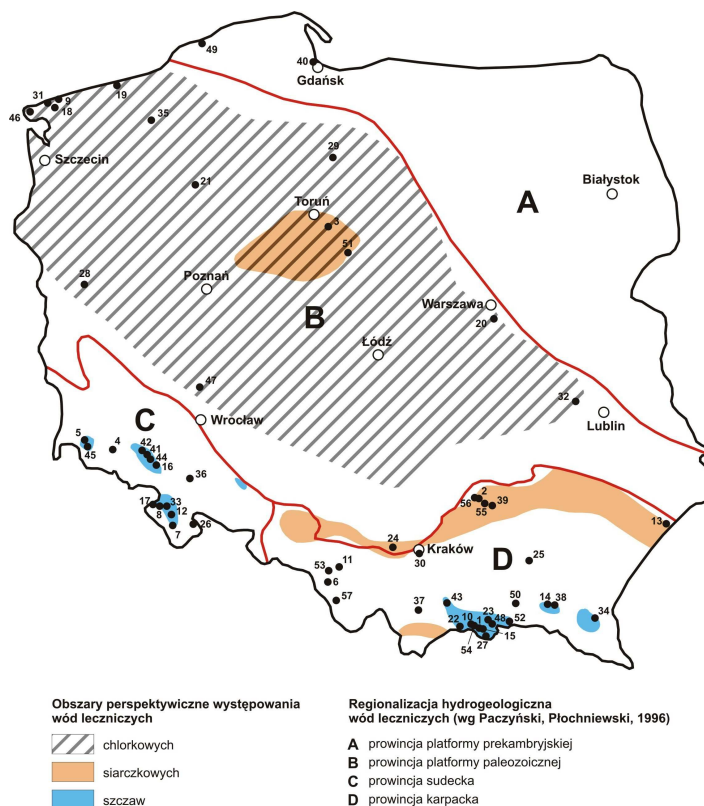 49
40
Gdańsk
31
9
19
46
18
35
Szczecin
29
21
Białystok
A
Toruń
3
51
28
Poznań
Warszawa
20
B
Łódź
47
32
Wrocław
Lublin
C
5
4
42
41
45
44
16
36
2
56
39
55
17
33
8
12
7
26
13
24
Kraków
30
D
53
11
25
6
57
37
43
50
14
38
34
23
10
1
48
52
22
15
54
27
Obszary perspektywiczne występowania
wód leczniczych
chlorkowych
siarczkowych
szczaw
Regionalizacja hydrogeologiczna
wód leczniczych (wg Paczyński, Płochniewski, 1996)
A prowincja platformy prekambryjskiej
B prowincja platformy paleozoicznej
C prowincja sudecka
D prowincja karpacka